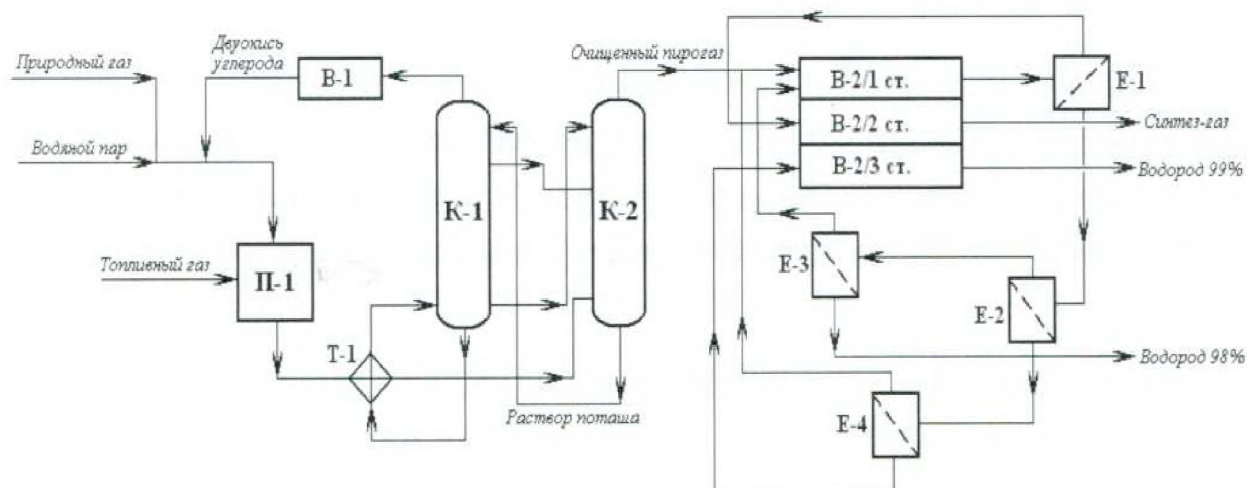 Природный газ
Двуокись
углерода
В-1
Водяной пар
Топливный газ
П-1
Т-1
К-1
К-2
Раствор поташа
Очищенный пирогаз
В-2/1 ст.
В-2/2 ст.
В-2/3 ст.
Е-1
Синтез-газ
Водород 99%
Е-3
Е-2
Водород 98%
Е-4